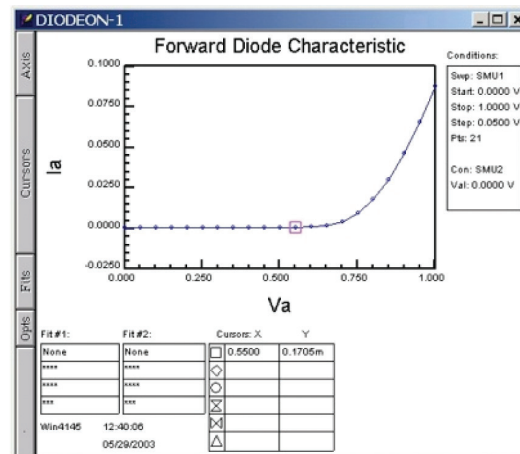 DIODEON-1
Axis
Cursors
Fits
Opts
Forward Diode Characteristic
Ia
0.1000
0.0750
0.0500
0.0250
0.0000
-0.0250
0.000
0.250
0.500
0.750
1.000
Va
Conditions:
Swp: SMU1
Start: 0.0000 V
Stop: 1.0000 V
Step: 0.0500 V
Pts: 21
Con: SMU2
Val: 0.0000 V
Fit#1: Fit#2: Cursors: X Y
None None 0.5500 0.1705m
**** ****
**** ****
*** ***
Win4145 12:40:06
05/29/2003